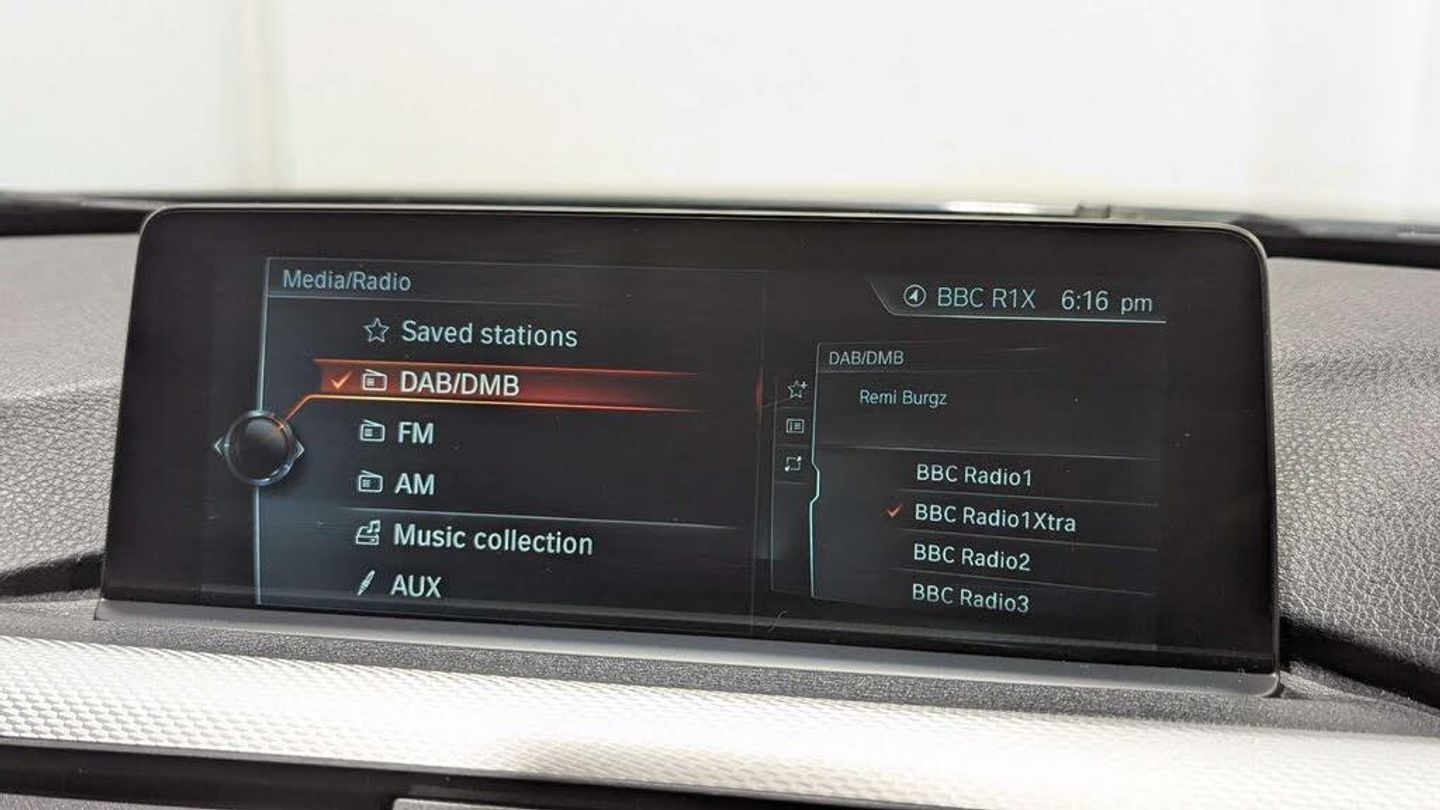 Media/Radio
Saved stations
DAB/DMB
FM
AM
Music collection
AUX
BBC R1X 6:16 pm
DAB/DMB
Remi Burgz
BBC Radio1
BBC Radio1Xtra
BBC Radio2
BBC Radio3